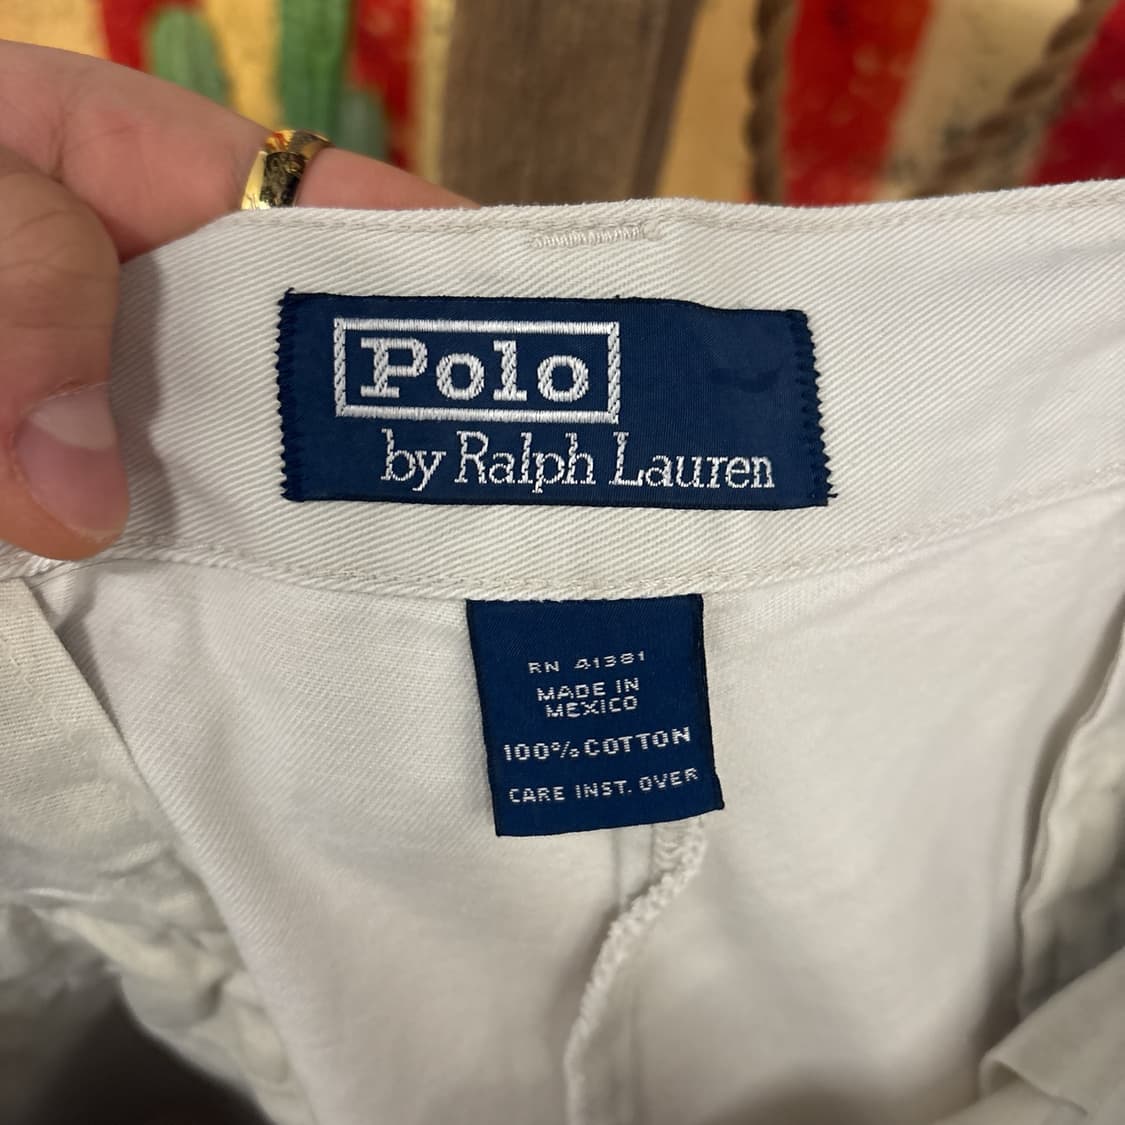 Polo
by Ralph Lauren
RN 41381
MADE IN
MEXICO
100% COTTON
CARE INST. OVER